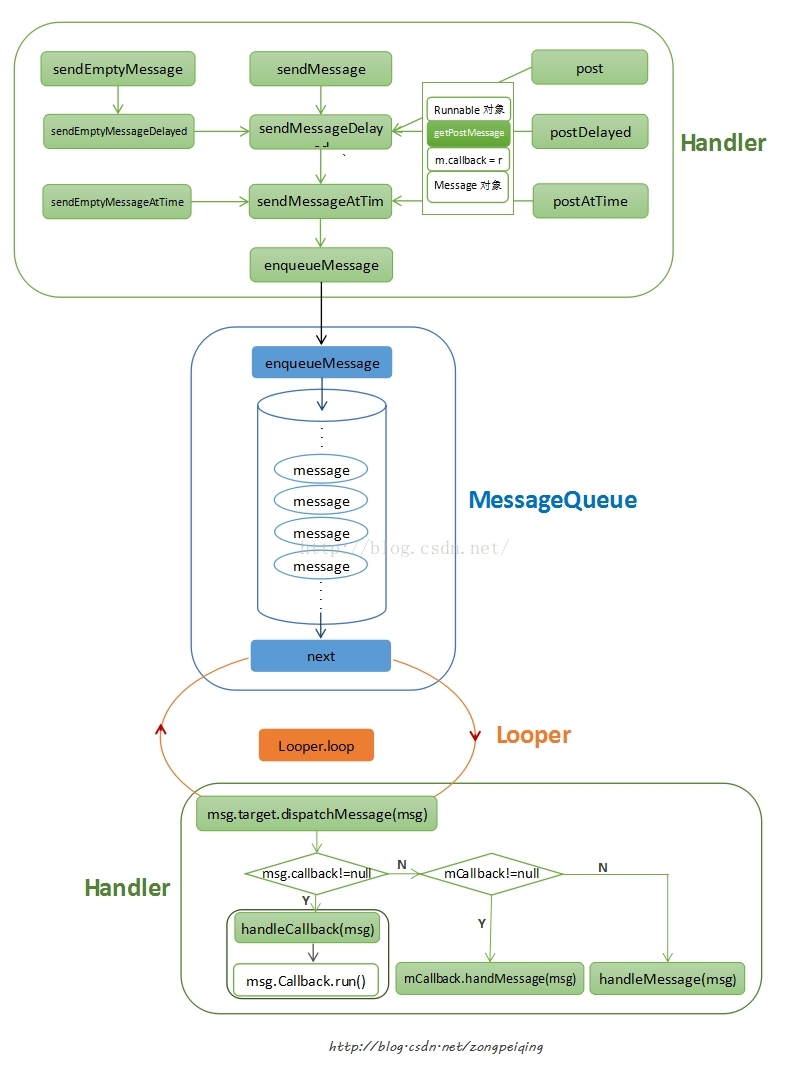 sendEmptyMessage
sendMessage
post
Runnable 对象
sendEmptyMessageDelayed
sendMessageDelay
getPostMessage
postDelayed
Handler
m.callback = r
Message 对象
sendEmptyMessageAtTime
sendMessageAtTim
postAtTime
enqueueMessage
enqueueMessage
message
message
MessageQueue
message
http://blog.csdn.net/
message
next
Looper
Looper.loop
msg.target.dispatchMessage(msg)
msg.callback!=null
N
mCallback!=null
N
Handler
Y
Y
handleCallback(msg)
msg.Callback.run()
mCallback.handMessage(msg)
handleMessage(msg)
http://blog.csdn.net/zongpeiqing